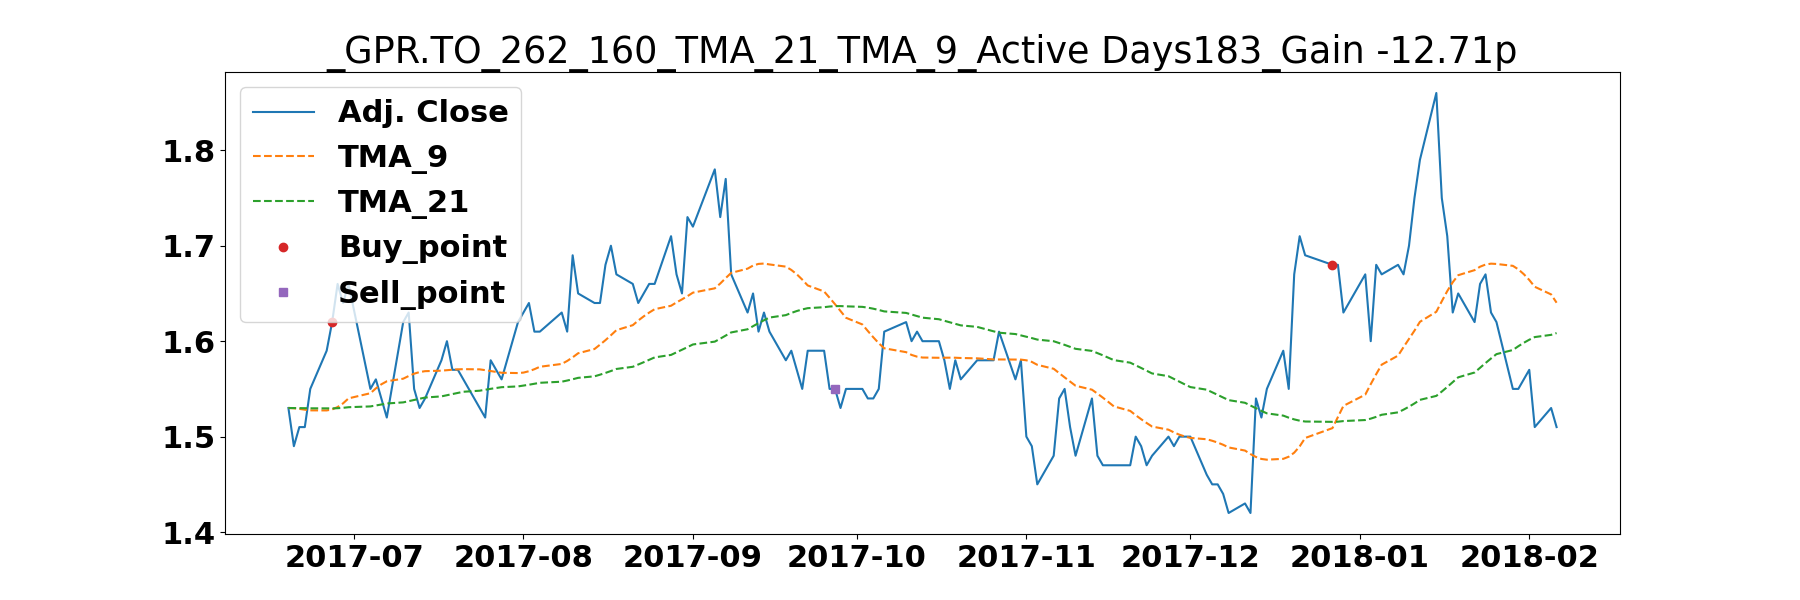 _GPR.TO_262_160_TMA_21_TMA_9_Active Days183_Gain -12.71p
Adj. Close
TMA_9
TMA_21
Buy_point
Sell_point
1.8
1.7
1.6
1.5
1.4
2017-07 2017-08 2017-09 2017-10 2017-11 2017-12 2018-01 2018-02